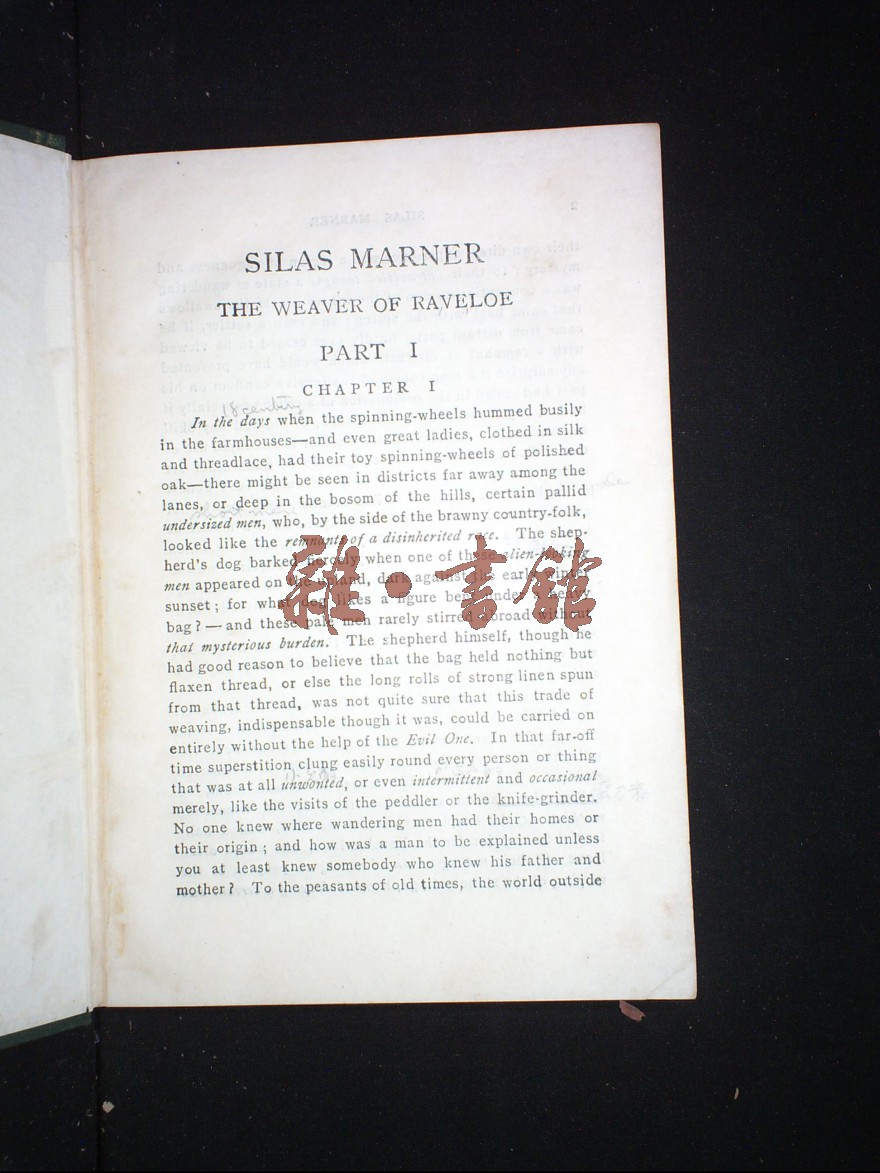 SILAS MARNER
THE WEAVER OF RAVELOE
PART I
CHAPTER I
18 century
In the days when the spinning-wheels hummed busily
in the farmhouses—and even great ladies, clothed in silk
and threadlace, had their toy spinning-wheels of polished
oak—there might be seen in districts far away among the
lanes, or deep in the bosom of the hills, certain pallid
undersized men, who, by the side of the brawny country-folk,
looked like the remnants of a disinherited race. The shep-
herd's dog barked fiercely when one of these alien-looking
men appeared on the upland, dark against the early winter
sunset; for what dog likes a figure bent under a heavy
bag?—and these pale men rarely stirred abroad without
that mysterious burden. The shepherd himself, though he
had good reason to believe that the bag held nothing but
flaxen thread, or else the long rolls of strong linen spun
from that thread, was not quite sure that this trade of
weaving, indispensable though it was, could be carried on
entirely without the help of the Evil One. In that far-off
time superstition clung easily round every person or thing
that was at all unwonted, or even intermittent and occasional
merely, like the visits of the peddler or the knife-grinder.
No one knew where wandering men had their homes or
their origin; and how was a man to be explained unless
you at least knew somebody who knew his father and
mother? To the peasants of old times, the world outside
雜·書館